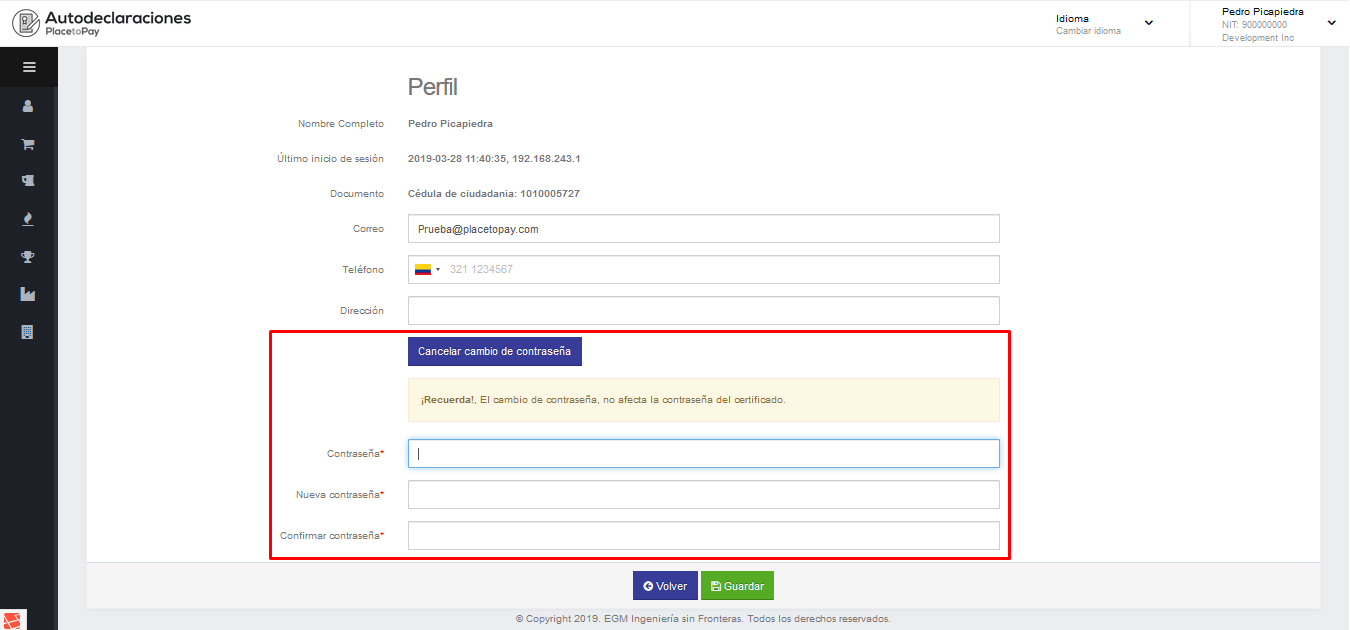 Autodeclaraciones
PlacetoPay
Idioma
Cambiar idioma
Pedro Picapiedra
NIT: 900000000
Development Inc
Perfil
Nombre Completo Pedro Picapiedra
Último inicio de sesión 2019-03-28 11:40:35, 192.168.243.1
Documento Cédula de ciudadania: 1010005727
Correo Prueba@placetopay.com
Teléfono 321 1234567
Dirección
Cancelar cambio de contraseña
¡Recuerda!, El cambio de contraseña, no afecta la contraseña del certificado.
Contraseña*
Nueva contraseña*
Confirmar contraseña*
Volver Guardar
© Copyright 2019. EGM Ingeniería sin Fronteras. Todos los derechos reservados.